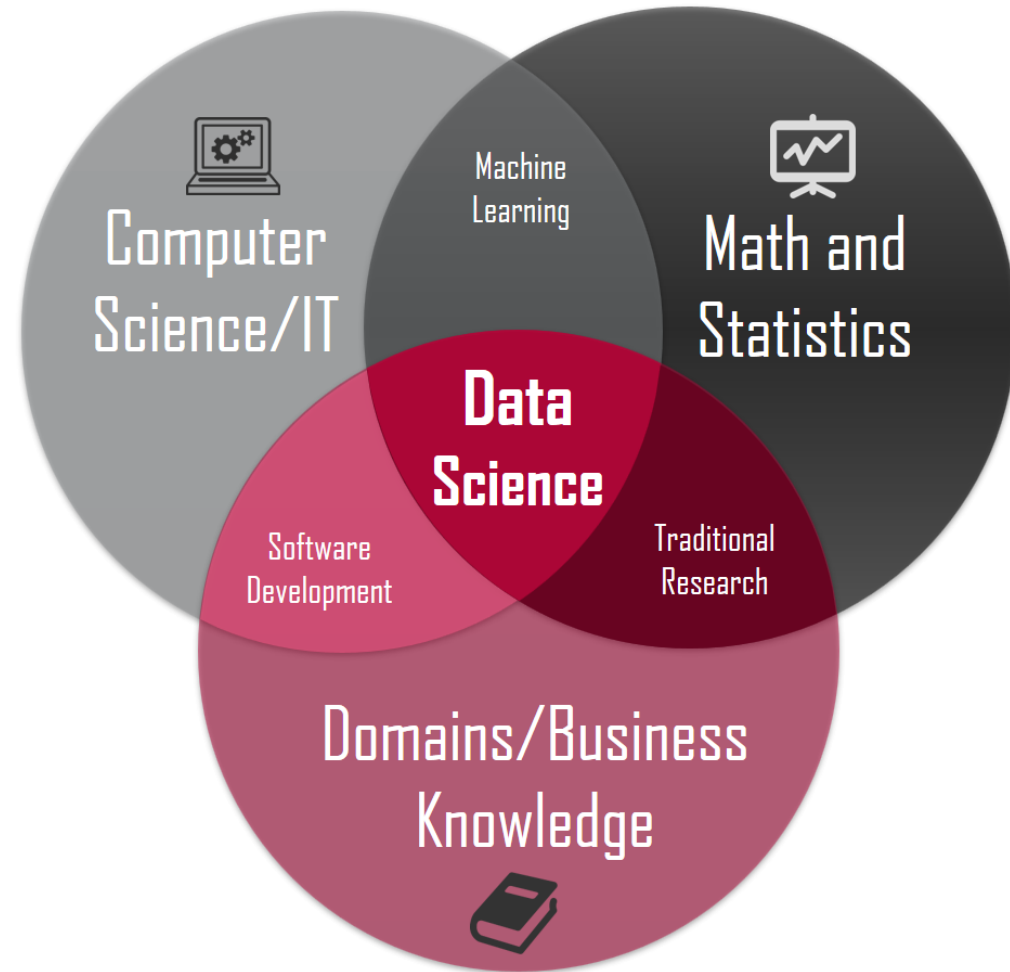 Computer
Science/IT
Machine
Learning
Math and
Statistics
Data
Science
Software
Development
Traditional
Research
Domains/Business
Knowledge